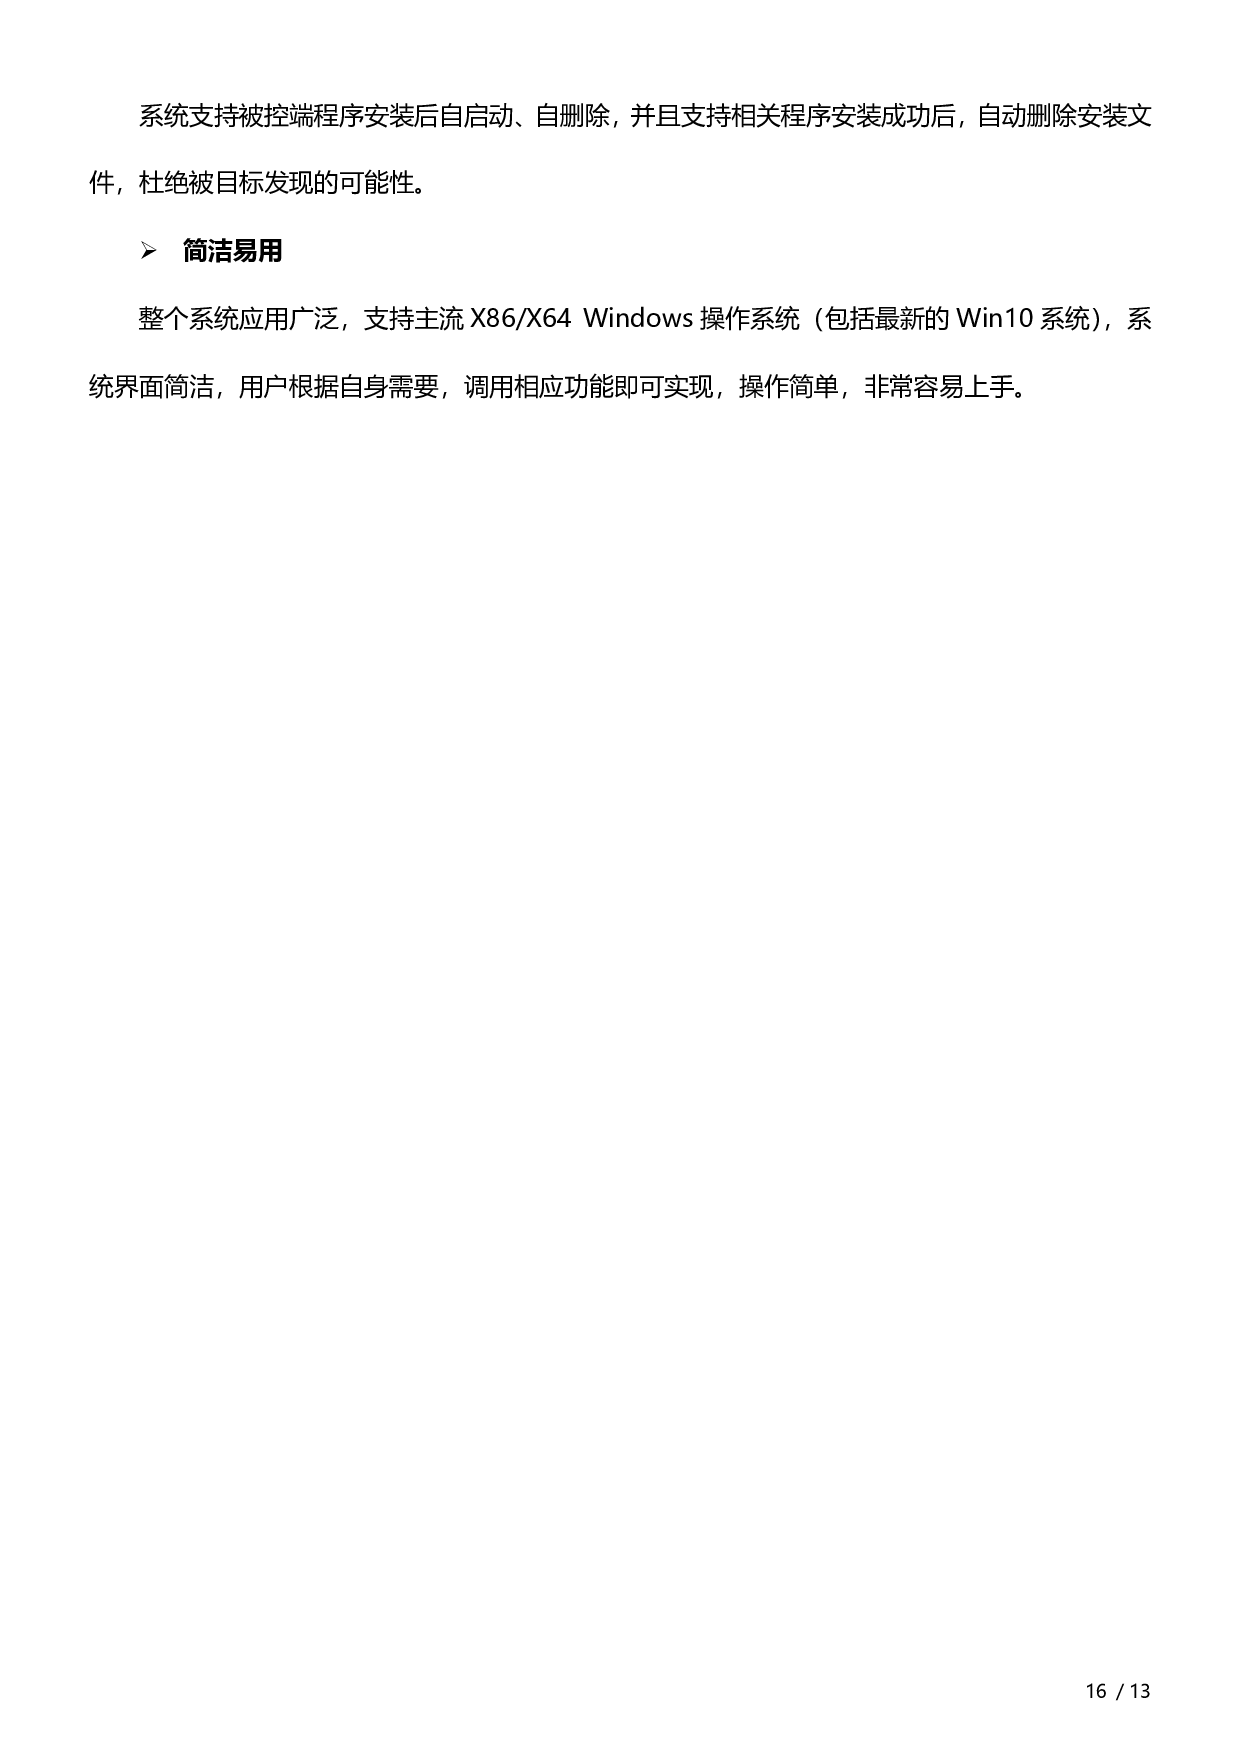 系统支持被控端程序安装后自启动、自删除，并且支持相关程序安装成功后，自动删除安装文
件，杜绝被目标发现的可能性。
➢ 简洁易用
整个系统应用广泛，支持主流 X86/X64 Windows 操作系统（包括最新的 Win10 系统），系
统界面简洁，用户根据自身需要，调用相应功能即可实现，操作简单，非常容易上手。
16 / 13